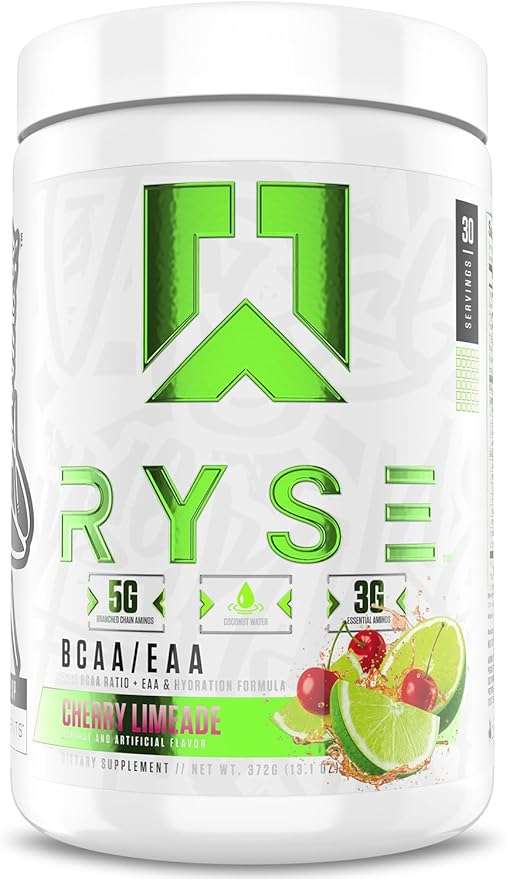 30
SERVINGS
RYSE
5G
BRANCHED CHAIN AMINOS
COCONUT WATER
3G
ESSENTIAL AMINOS
BCAA/EAA
BCAA RATIO + EAA & HYDRATION FORMULA
CHERRY LIMEADE
AND ARTIFICIAL FLAVOR
DIETARY SUPPLEMENT // NET WT. 372G (13.1 OZ)